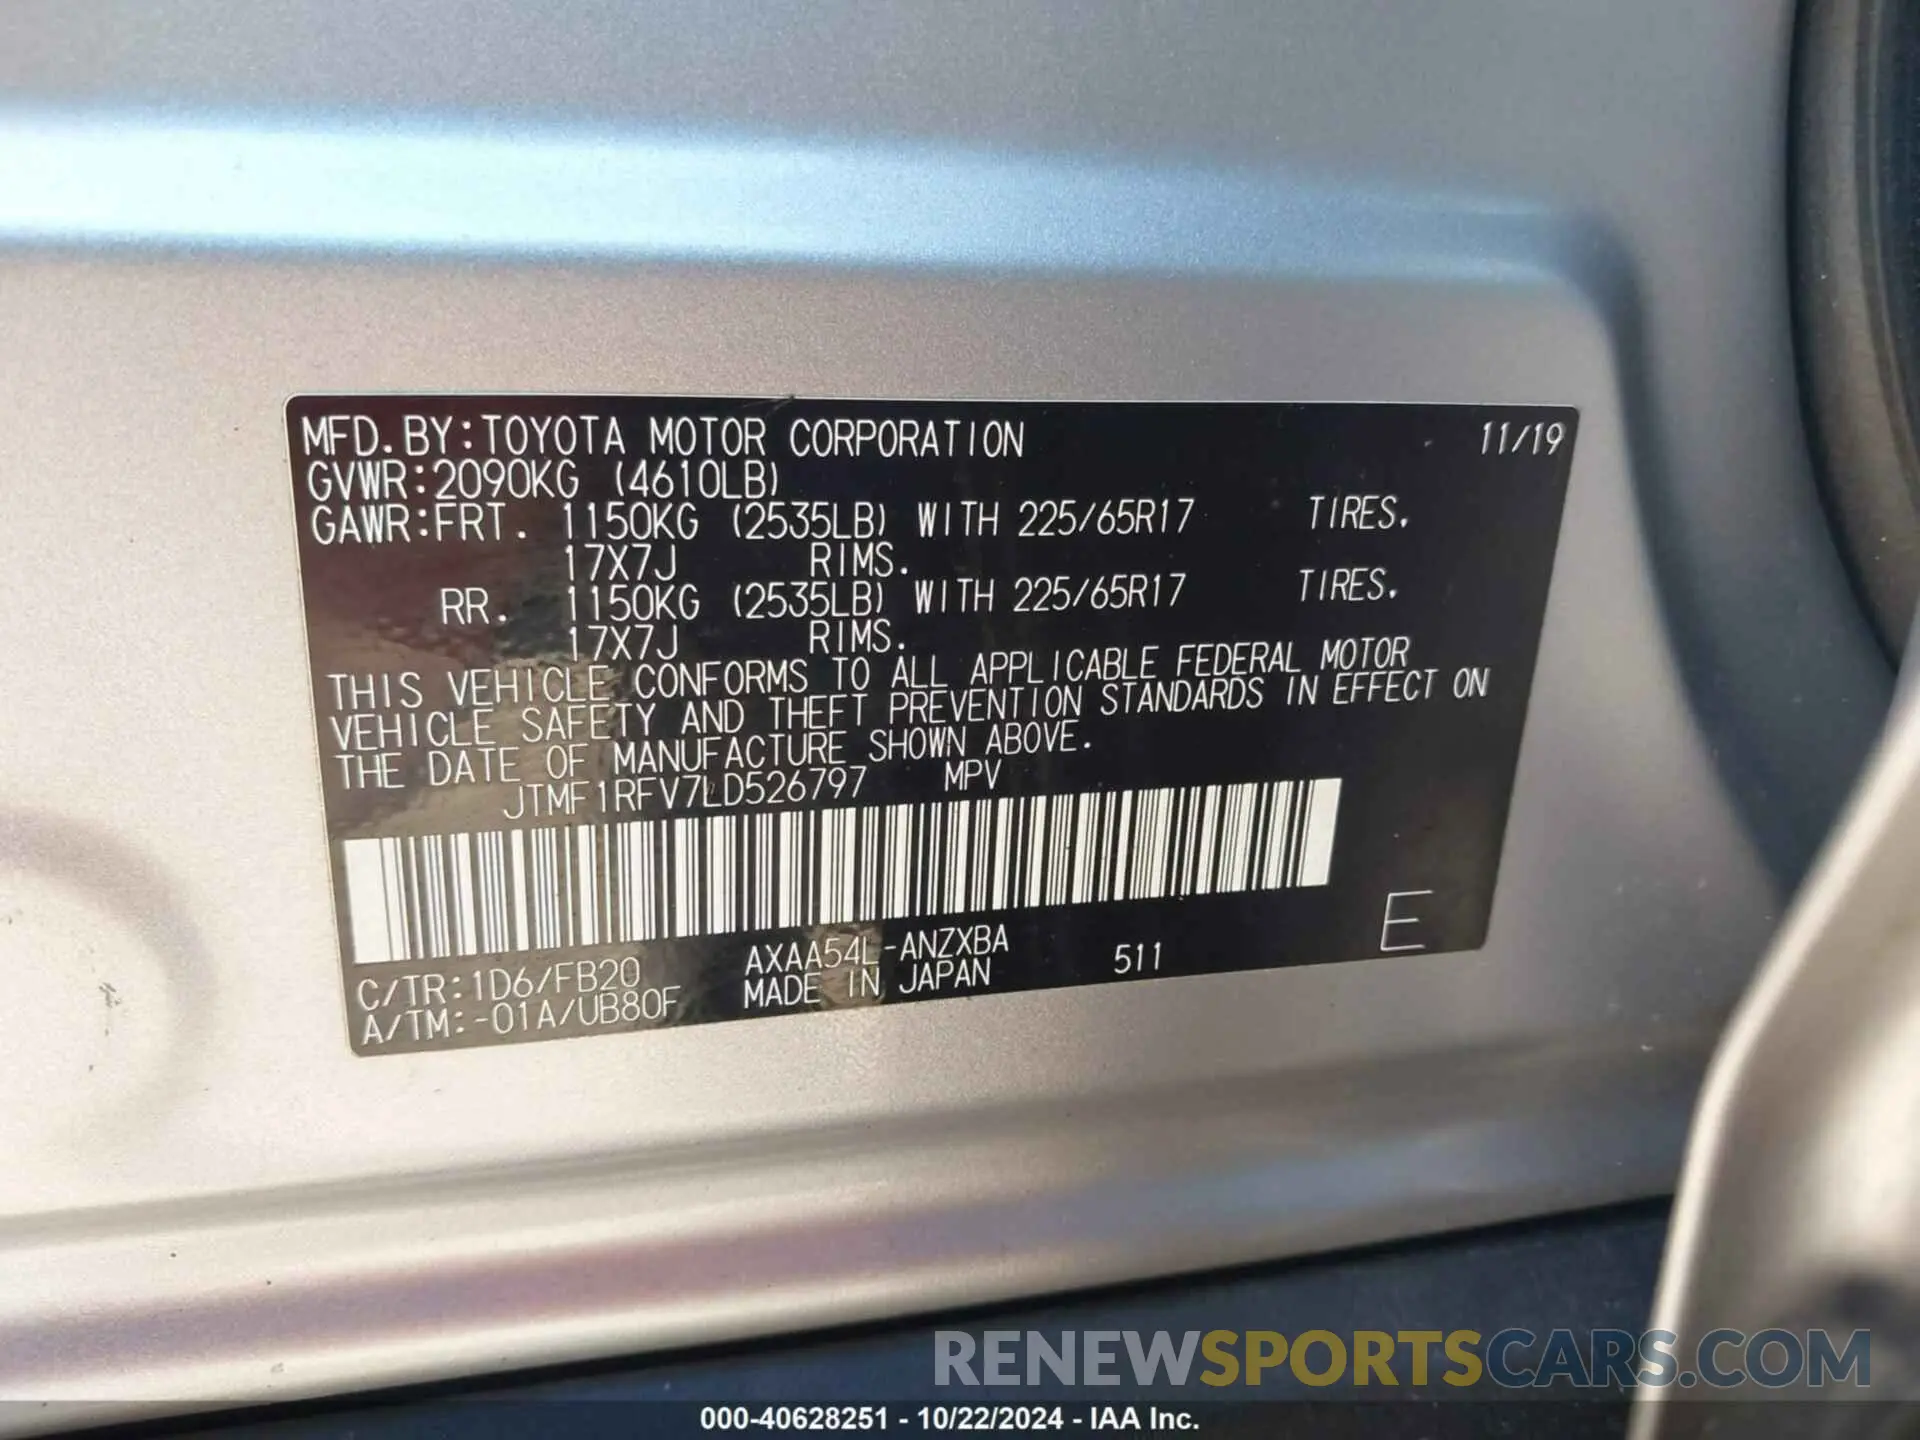 MFD.BY:TOYOTA MOTOR CORPORATION 11/19
GVWR:2090KG (4610LB)
GAWR:FRT. 1150KG (2535LB) WITH 225/65R17 TIRES.
17X7J RIMS.
RR. 1150KG (2535LB) WITH 225/65R17 TIRES.
17X7J RIMS.
THIS VEHICLE CONFORMS TO ALL APPLICABLE FEDERAL MOTOR
VEHICLE SAFETY AND THEFT PREVENTION STANDARDS IN EFFECT ON
THE DATE OF MANUFACTURE SHOWN ABOVE.
JTMF1RFV7LD526797 MPV
C/TR:1D6/FB20 AXAA54L-ANZXBA 511 E
A/TM:-01A/UB80F MADE IN JAPAN
RENEWSPORTSCARS.COM
000-40628251 - 10/22/2024 - IAA Inc.